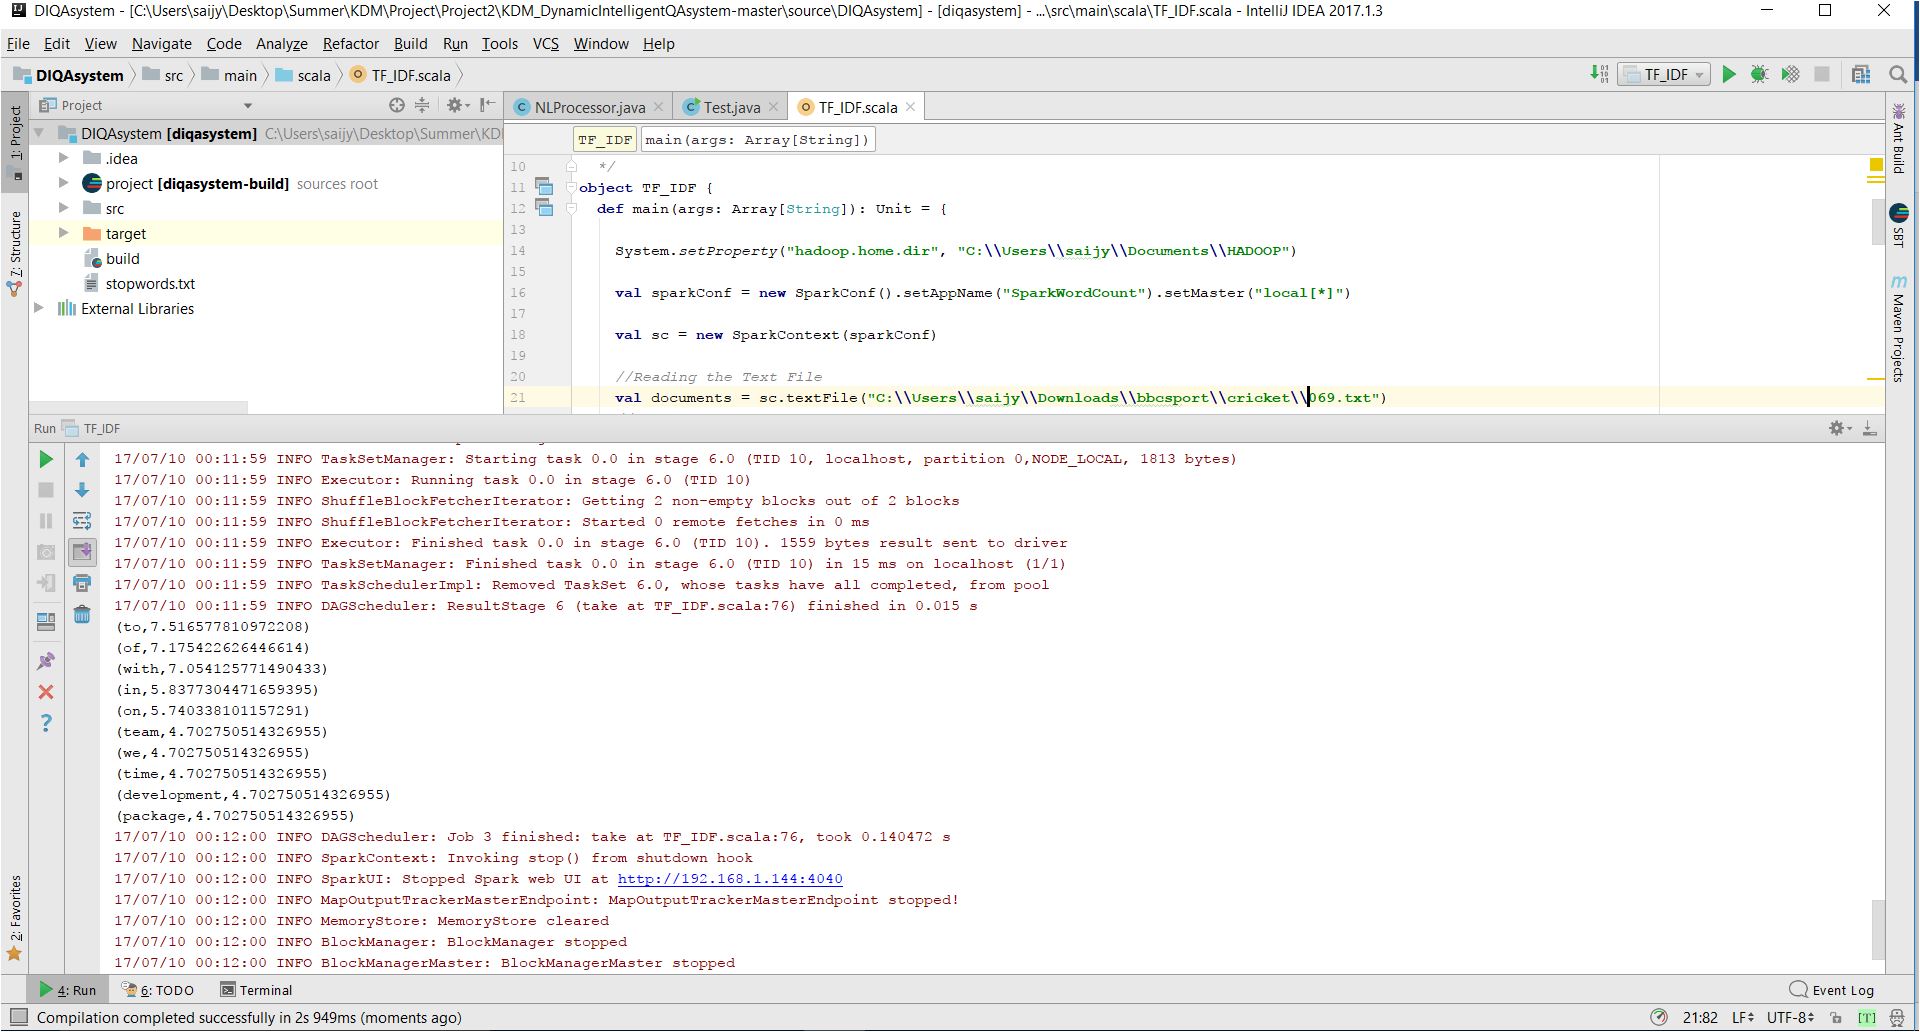 DIQAsystem - [C:\Users\saijy\Desktop\Summer\KDM\Project\Project2\KDM_DynamicIntelligentQAsystem-master\source\DIQAsystem] - [diqasystem] - ...\src\main\scala\TF_IDF.scala - IntelliJ IDEA 2017.1.3
File Edit View Navigate Code Analyze Refactor Build Run Tools VCS Window Help
DIQAsystem src main scala TF_IDF.scala TF_IDF
Project NLProcessor.java Test.java TF_IDF.scala
1: Project
7: Structure
2: Favorites
DIQAsystem [diqasystem] C:\Users\saijy\Desktop\Summer\KDM
.idea
project [diqasystem-build] sources root
src
target
build
stopwords.txt
External Libraries
TF_IDF main(args: Array[String])
10 */
11 object TF_IDF {
12 def main(args: Array[String]): Unit = {
13
14 System.setProperty("hadoop.home.dir", "C:\\Users\\saijy\\Documents\\HADOOP")
15
16 val sparkConf = new SparkConf().setAppName("SparkWordCount").setMaster("local[*]")
17
18 val sc = new SparkContext(sparkConf)
19
20 //Reading the Text File
21 val documents = sc.textFile("C:\\Users\\saijy\\Downloads\\bbcsport\\cricket\\069.txt")
Ant Build
SBT
Maven Projects
Run TF_IDF
17/07/10 00:11:59 INFO TaskSetManager: Starting task 0.0 in stage 6.0 (TID 10, localhost, partition 0,NODE_LOCAL, 1813 bytes)
17/07/10 00:11:59 INFO Executor: Running task 0.0 in stage 6.0 (TID 10)
17/07/10 00:11:59 INFO ShuffleBlockFetcherIterator: Getting 2 non-empty blocks out of 2 blocks
17/07/10 00:11:59 INFO ShuffleBlockFetcherIterator: Started 0 remote fetches in 0 ms
17/07/10 00:11:59 INFO Executor: Finished task 0.0 in stage 6.0 (TID 10). 1559 bytes result sent to driver
17/07/10 00:11:59 INFO TaskSetManager: Finished task 0.0 in stage 6.0 (TID 10) in 15 ms on localhost (1/1)
17/07/10 00:11:59 INFO TaskSchedulerImpl: Removed TaskSet 6.0, whose tasks have all completed, from pool
17/07/10 00:11:59 INFO DAGScheduler: ResultStage 6 (take at TF_IDF.scala:76) finished in 0.015 s
(to,7.516577810972208)
(of,7.175422626446614)
(with,7.054125771490433)
(in,5.8377304471659395)
(on,5.740338101157291)
(team,4.702750514326955)
(we,4.702750514326955)
(time,4.702750514326955)
(development,4.702750514326955)
(package,4.702750514326955)
17/07/10 00:12:00 INFO DAGScheduler: Job 3 finished: take at TF_IDF.scala:76, took 0.140472 s
17/07/10 00:12:00 INFO SparkContext: Invoking stop() from shutdown hook
17/07/10 00:12:00 INFO SparkUI: Stopped Spark web UI at http://192.168.1.144:4040
17/07/10 00:12:00 INFO MapOutputTrackerMasterEndpoint: MapOutputTrackerMasterEndpoint stopped!
17/07/10 00:12:00 INFO MemoryStore: MemoryStore cleared
17/07/10 00:12:00 INFO BlockManager: BlockManager stopped
17/07/10 00:12:00 INFO BlockManagerMaster: BlockManagerMaster stopped
4: Run 6: TODO Terminal Event Log
Compilation completed successfully in 2s 949ms (moments ago) 21:82 LF UTF-8 [T]